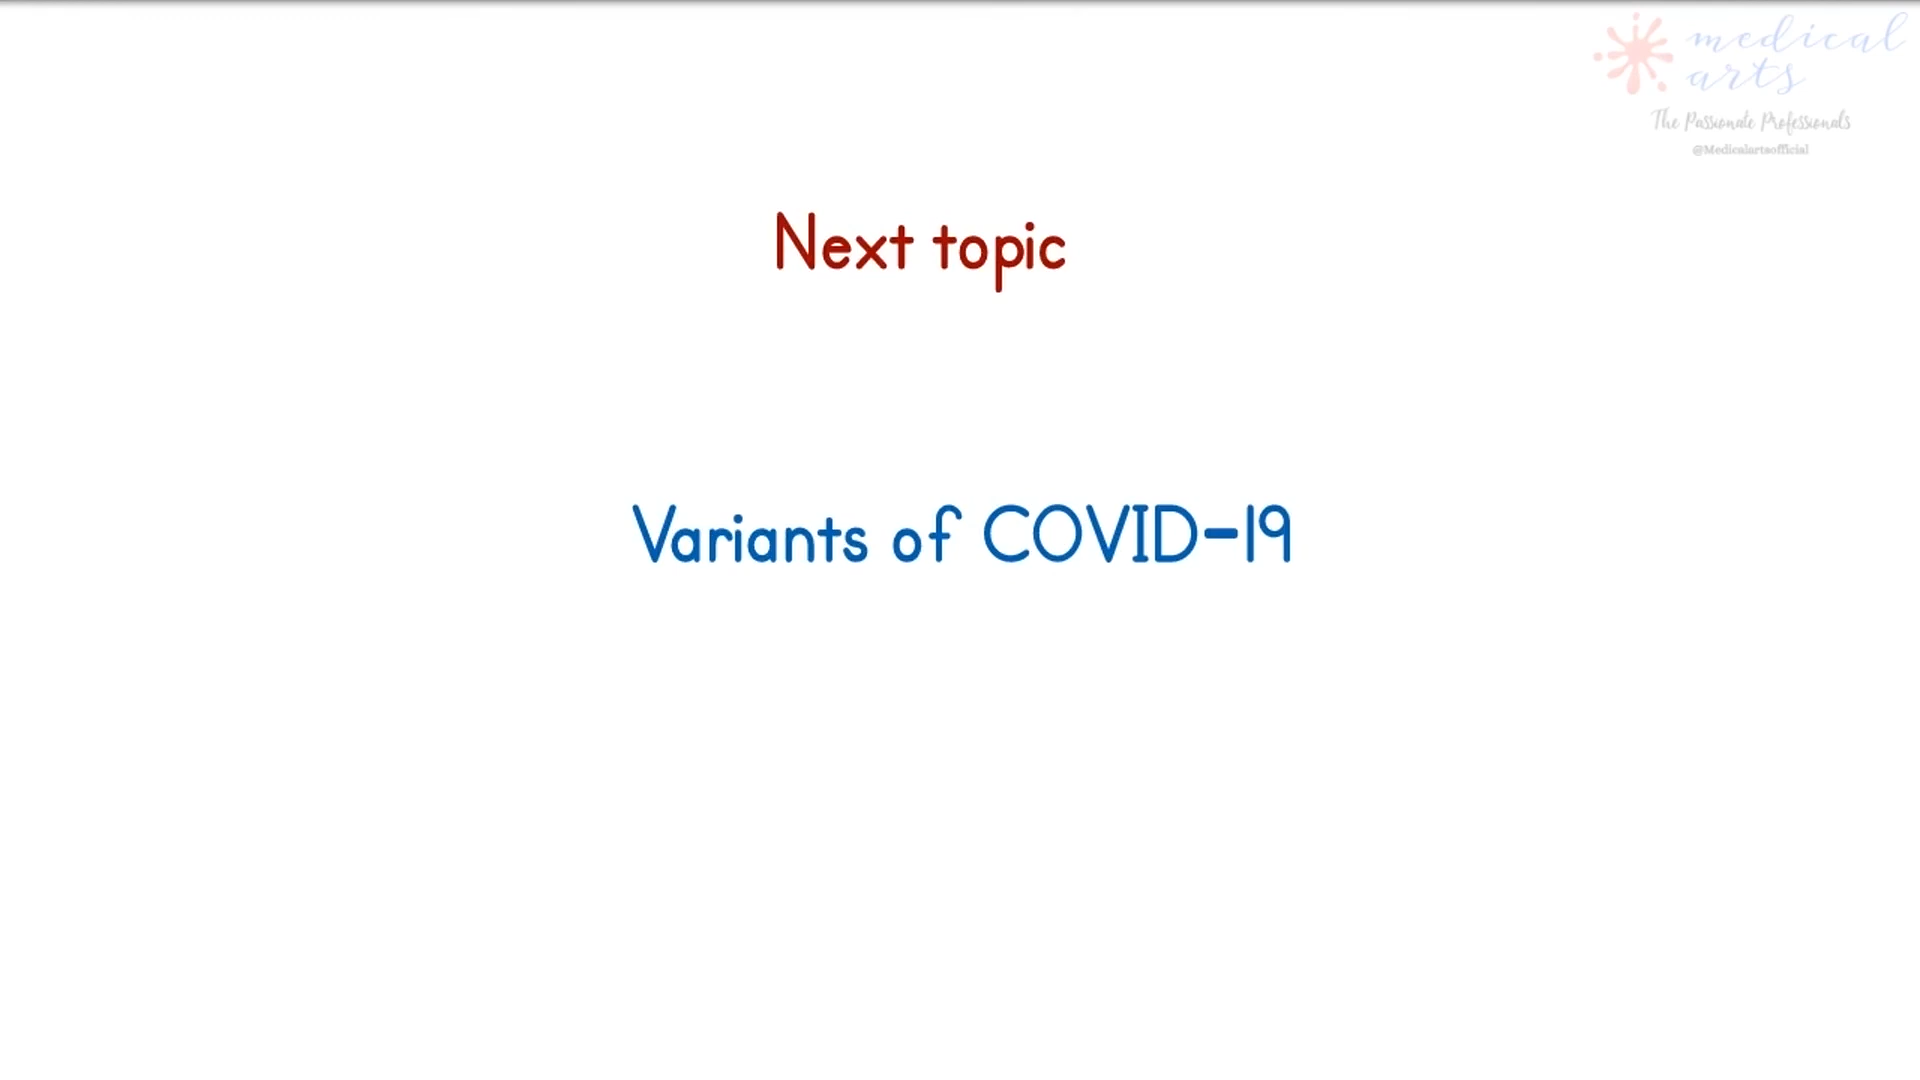 medical
arts
The Passionate Professionals
@Medicalartsofficial
Next topic
Variants of COVID-19